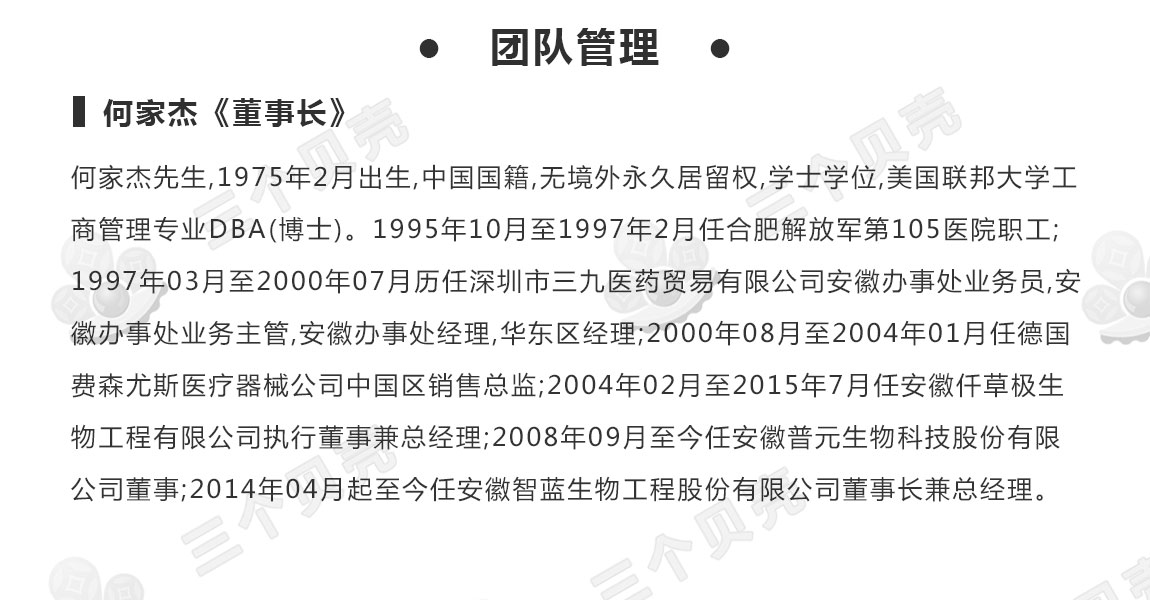 ● 团队管理 ●
何家杰《董事长》
何家杰先生,1975年2月出生,中国国籍,无境外永久居留权,学士学位,美国联邦大学工
商管理专业DBA(博士)。1995年10月至1997年2月任合肥解放军第105医院职工;
1997年03月至2000年07月历任深圳市三九医药贸易有限公司安徽办事处业务员,安
徽办事处业务主管,安徽办事处经理,华东区经理;2000年08月至2004年01月任德国
费森尤斯医疗器械公司中国区销售总监;2004年02月至2015年7月任安徽仟草极生
物工程有限公司执行董事兼总经理;2008年09月至今任安徽普元生物科技股份有限
公司董事;2014年04月起至今任安徽智蓝生物工程股份有限公司董事长兼总经理。
三个贝壳
三个贝壳
三个贝壳
三个贝壳